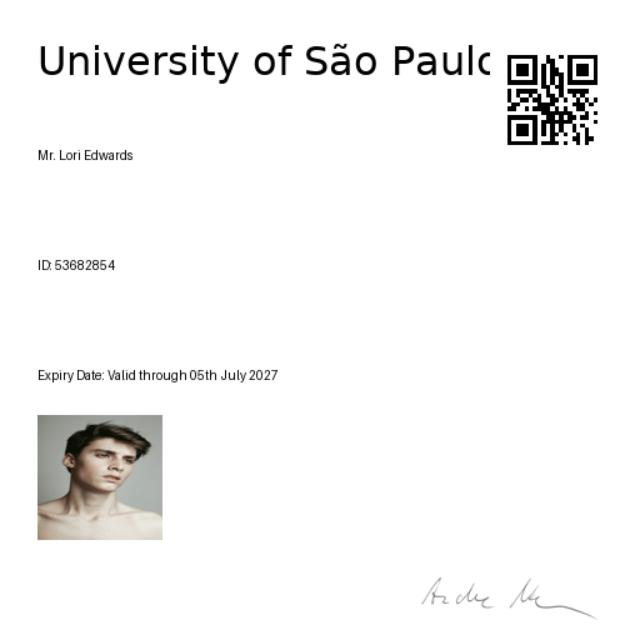 University of São Paulo
Mr. Lori Edwards
ID: 53682854
Expiry Date: Valid through 05th July 2027